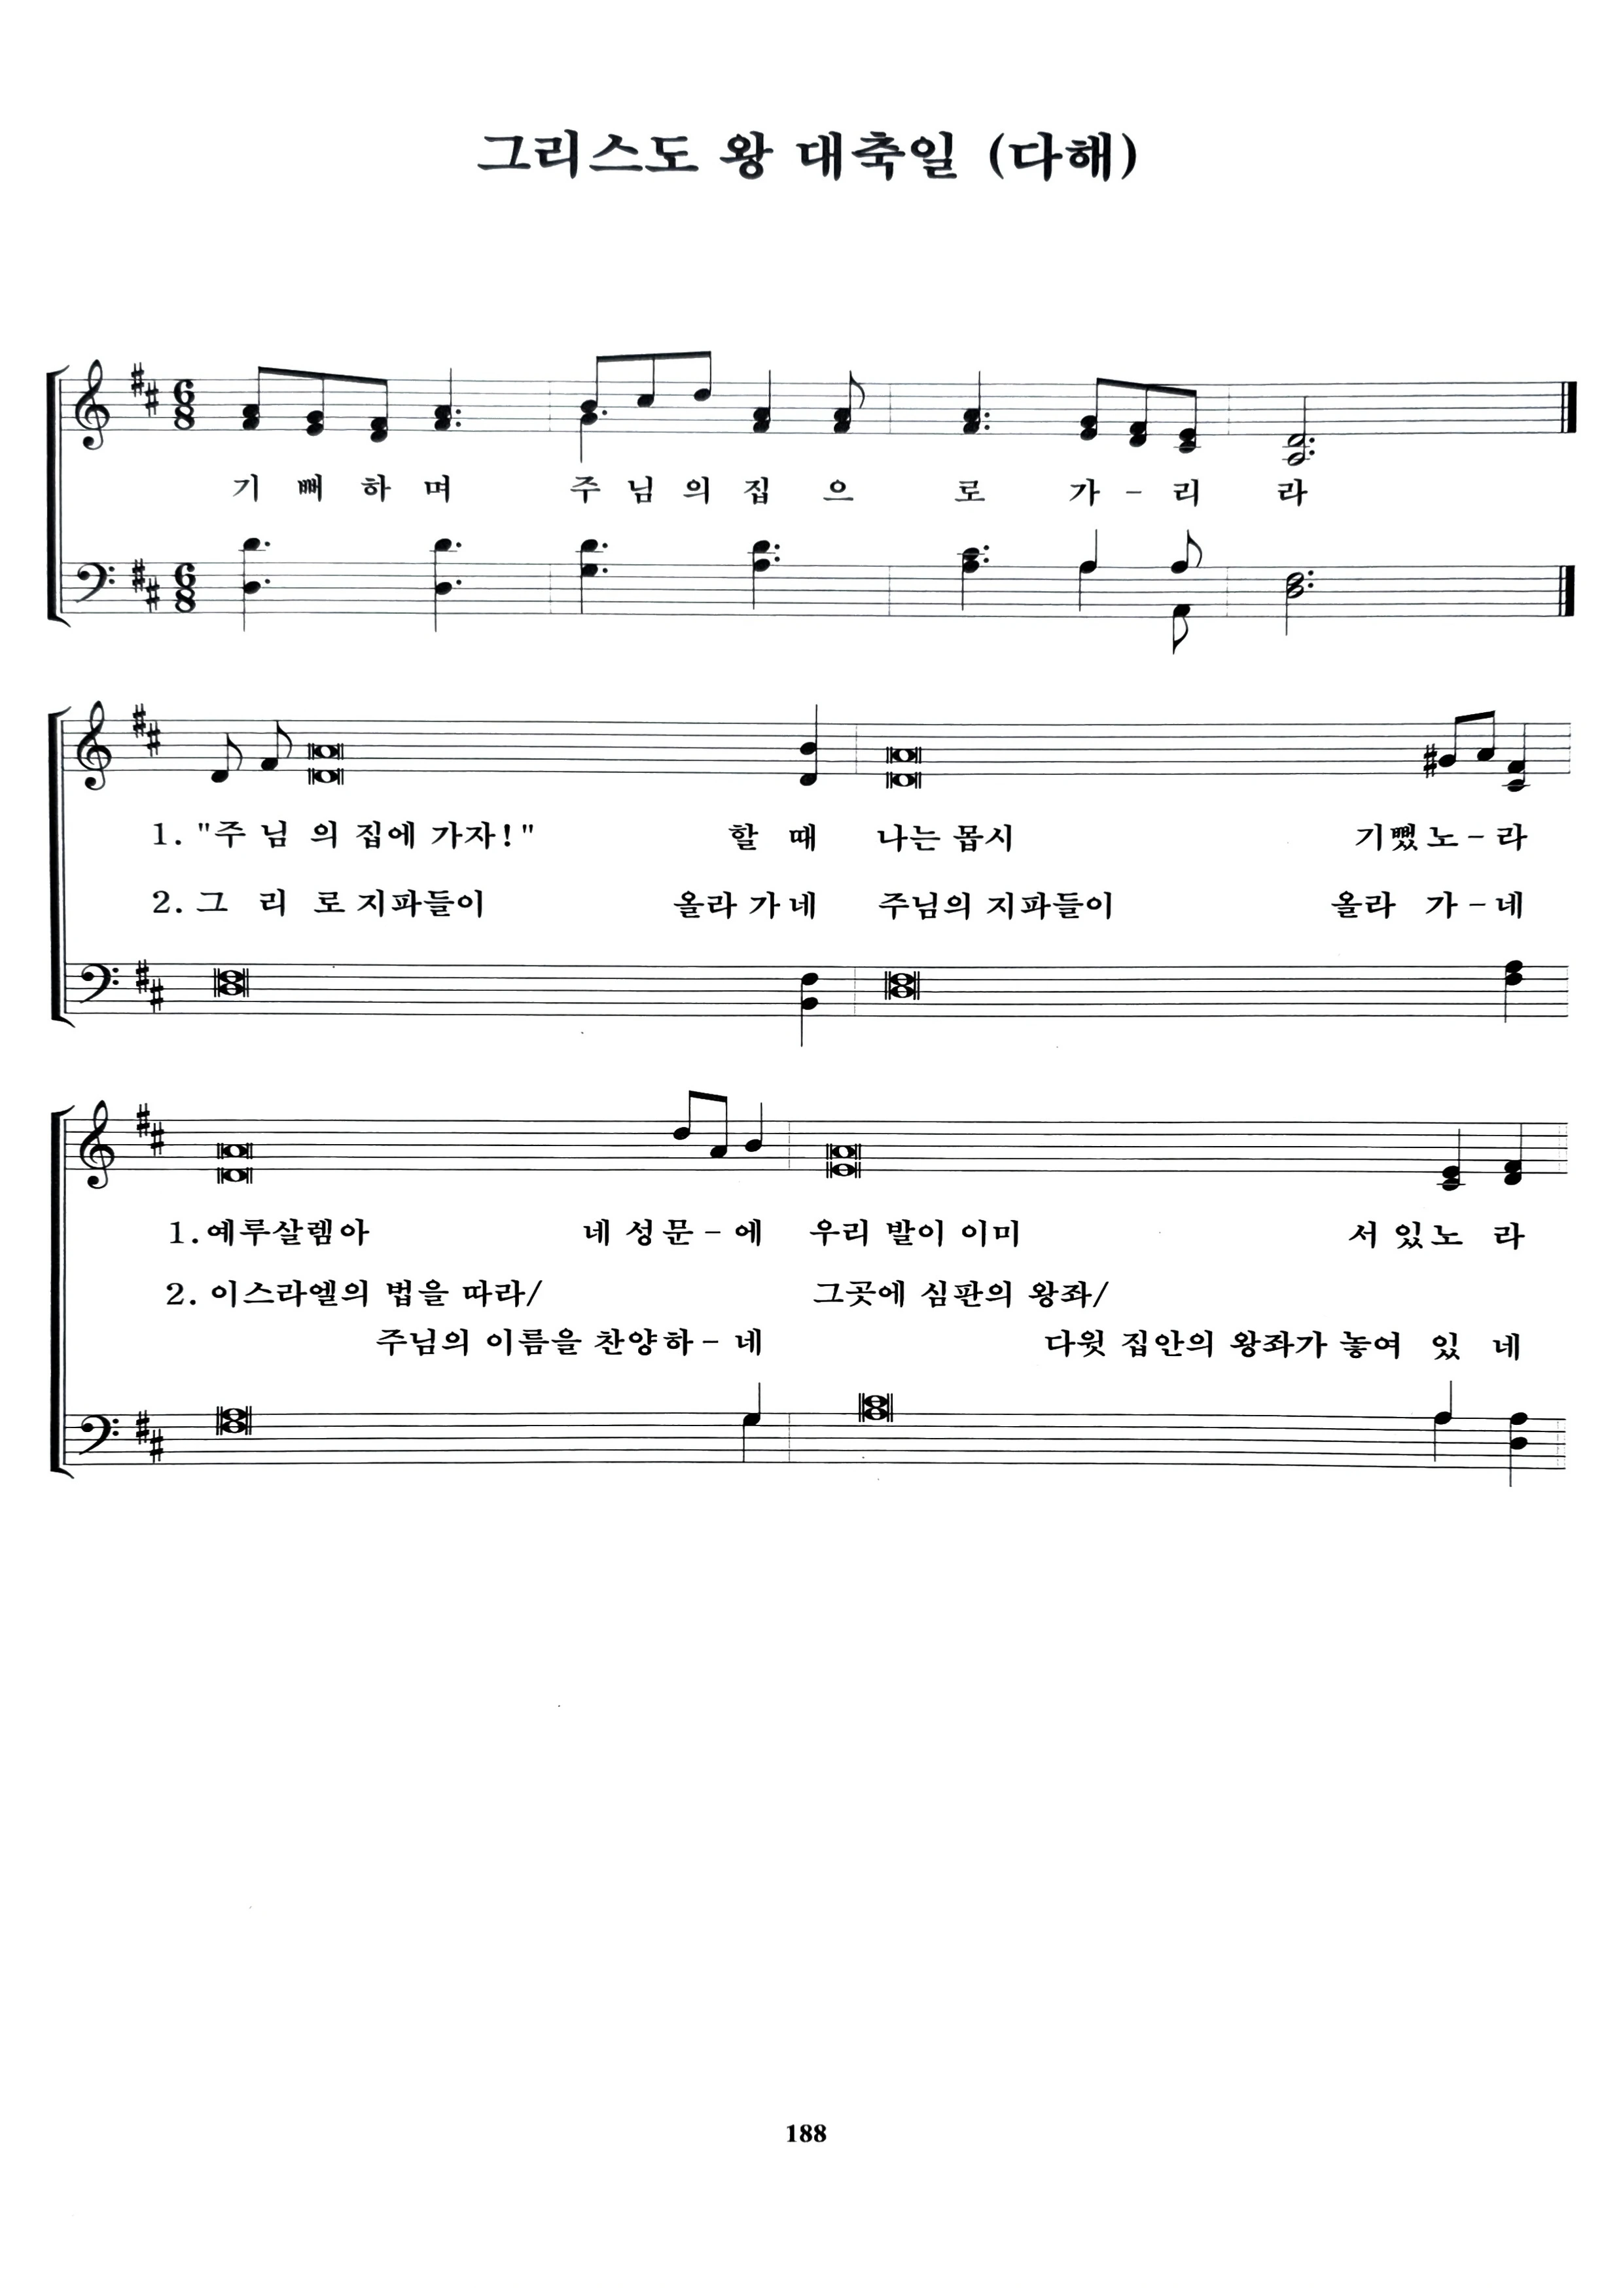 그리스도 왕 대축일 (다해)
6 8
기 뻐 하 며 주 님 의 집 으 로 가 - 리 라
6 8
1. "주 님 의 집에 가자!" 할 때 나는 몹시 기뻤 노 - 라
2. 그 리 로 지파들이 올라 가 네 주님의 지파들이 올라 가 - 네
1. 예루살렘아 네 성 문 - 에 우리 발이 이미 서 있 노 라
2. 이스라엘의 법을 따라/ 그곳에 심판의 왕좌/
주님의 이름을 찬양하 - 네 다윗 집안의 왕좌가 놓여 있 네
188